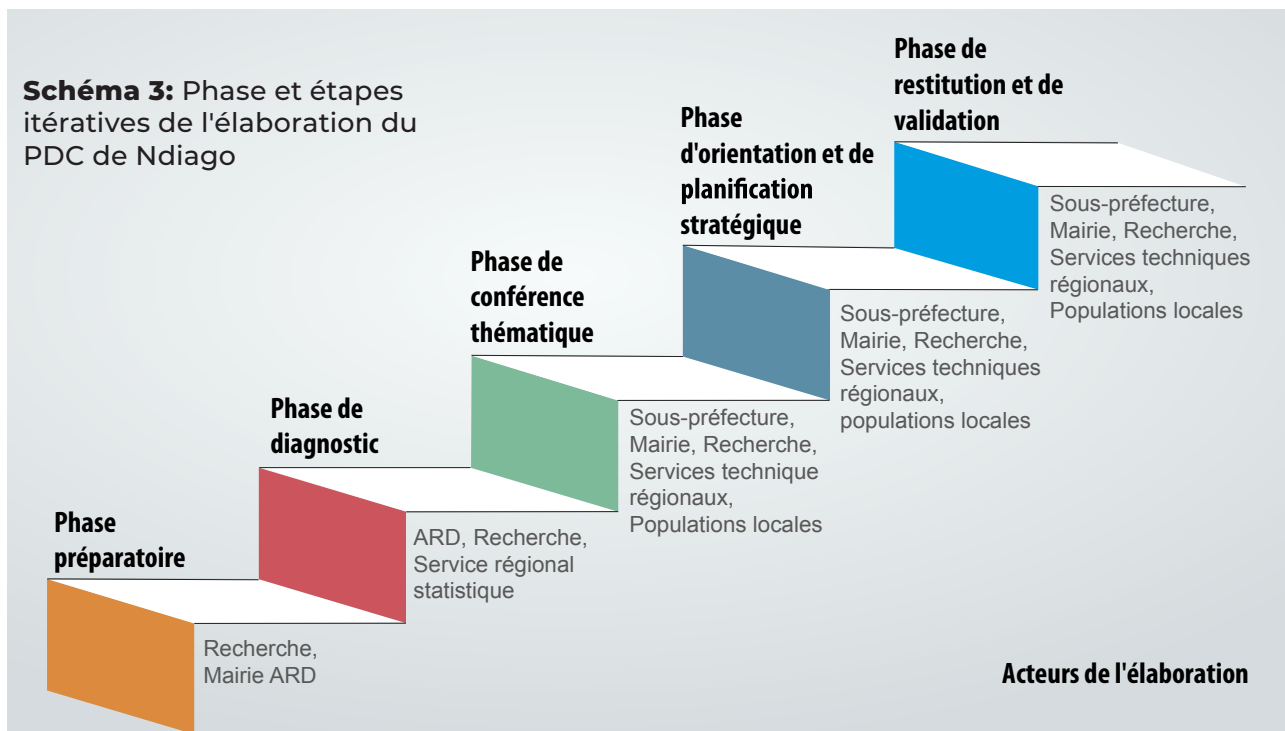 Schéma 3: Phase et étapes
itératives de l'élaboration du
PDC de Ndiago
Phase
préparatoire
Recherche,
Mairie ARD
Phase de
diagnostic
ARD, Recherche,
Service régional
statistique
Phase de
conférence
thématique
Sous-préfecture,
Mairie, Recherche,
Services technique
régionaux,
Populations locales
Phase
d'orientation et de
planification
stratégique
Sous-préfecture,
Mairie, Recherche,
Services techniques
régionaux,
populations locales
Phase de
restitution et de
validation
Sous-préfecture,
Mairie, Recherche,
Services techniques
régionaux,
Populations locales
Acteurs de l'élaboration